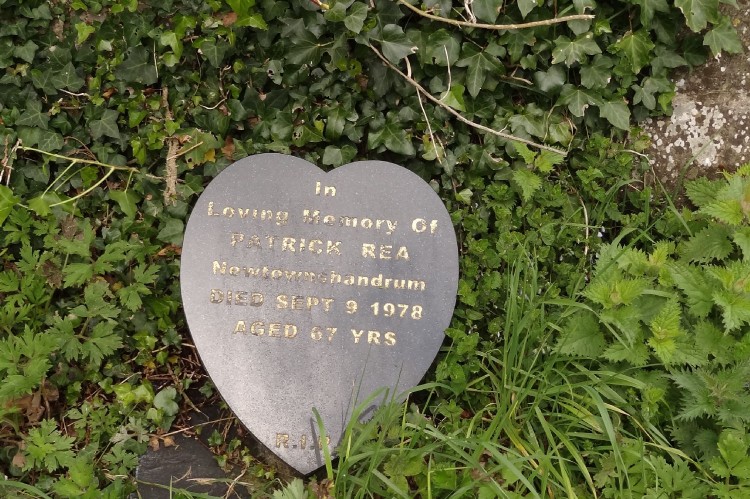 In
Loving Memory Of
PATRICK REA
Newtownshandrum
DIED SEPT 9 1978
AGED 67 YRS
R.I.P